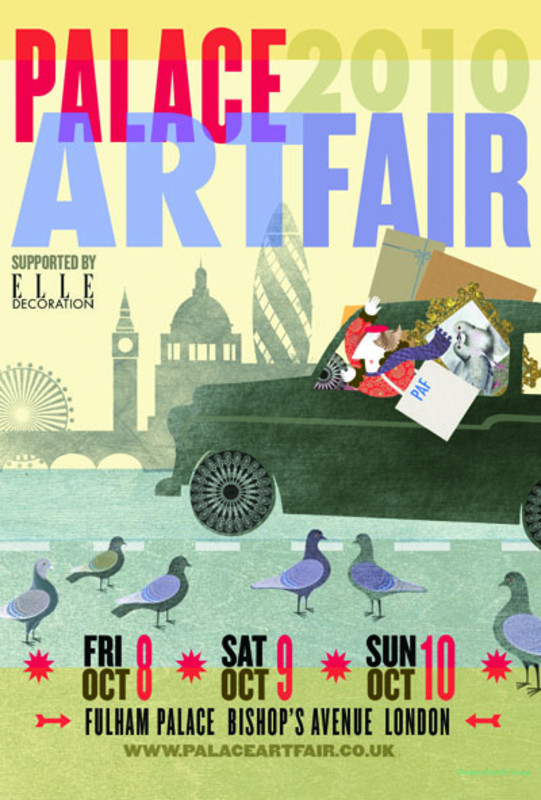 PALACE 2010
ART FAIR
SUPPORTED BY
ELLE
DECORATION
PAF
FRI OCT 8
SAT OCT 9
SUN OCT 10
FULHAM PALACE BISHOP'S AVENUE LONDON
WWW.PALACEARTFAIR.CO.UK